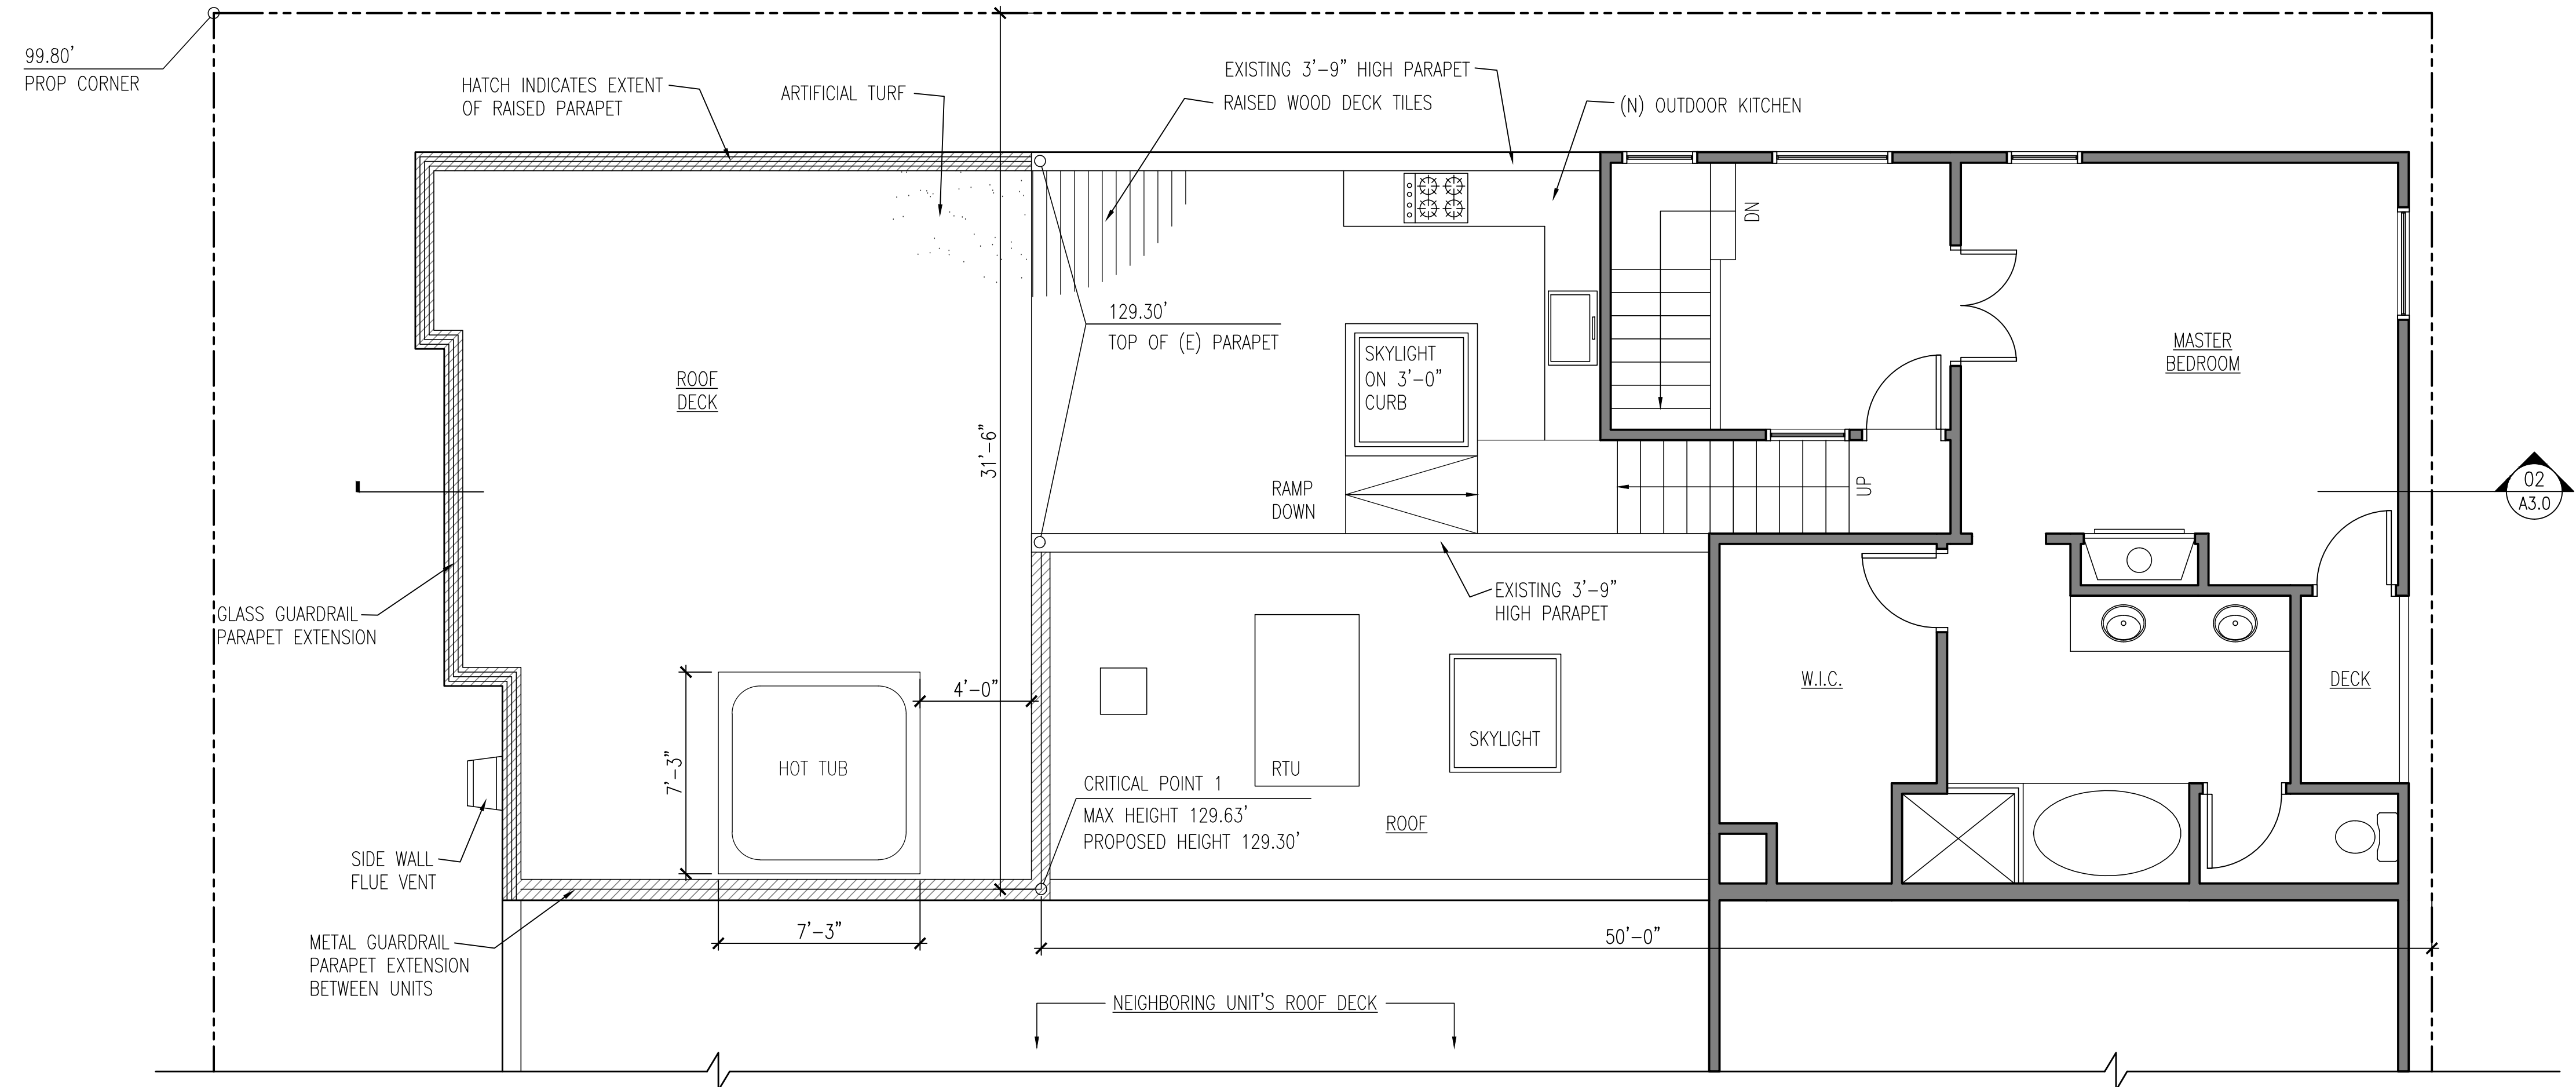 99.80'
PROP CORNER
HATCH INDICATES EXTENT
OF RAISED PARAPET
ARTIFICIAL TURF
EXISTING 3'-9" HIGH PARAPET
RAISED WOOD DECK TILES
(N) OUTDOOR KITCHEN
DN
129.30'
TOP OF (E) PARAPET
ROOF
DECK
31'-6"
SKYLIGHT
ON 3'-0"
CURB
MASTER
BEDROOM
RAMP
DOWN
UP
02
A3.0
GLASS GUARDRAIL
PARAPET EXTENSION
EXISTING 3'-9"
HIGH PARAPET
4'-0"
7'-3"
HOT TUB
RTU
SKYLIGHT
W.I.C.
DECK
CRITICAL POINT 1
MAX HEIGHT 129.63'
PROPOSED HEIGHT 129.30'
ROOF
SIDE WALL
FLUE VENT
7'-3"
50'-0"
METAL GUARDRAIL
PARAPET EXTENSION
BETWEEN UNITS
NEIGHBORING UNIT'S ROOF DECK